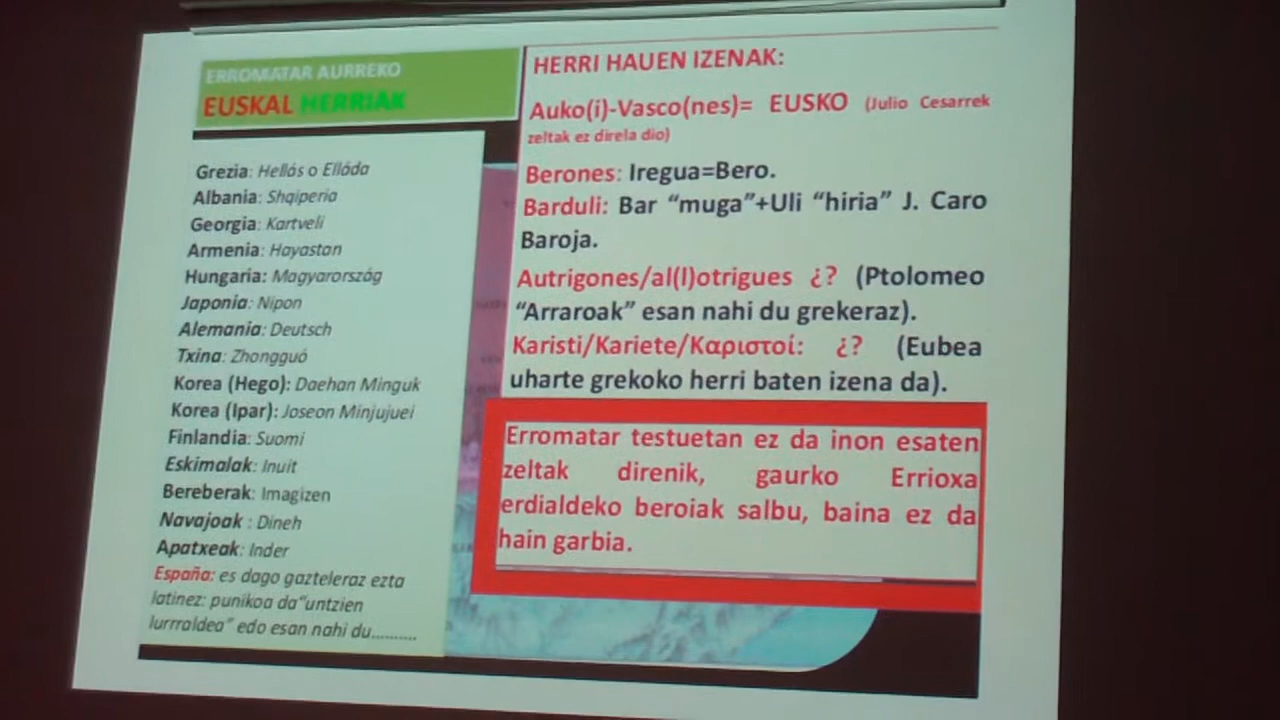 ERROMATAR AURREKO
EUSKAL HERRIAK
Grezia: Hellás o Elláda
Albania: Shqiperia
Georgia: Kartveli
Armenia: Hayastan
Hungaria: Magyarország
Japonia: Nipon
Alemania: Deutsch
Txina: Zhongguó
Korea (Hego): Daehan Minguk
Korea (Ipar): Joseon Minjujuei
Finlandia: Suomi
Eskimalak: Inuit
Bereberak: Imagizen
Navajoak : Dineh
Apatxeak: Inder
España: es dago gazteleraz ezta
latinez: punikoa da"untzien
lurrraldea" edo esan nahi du..........
HERRI HAUEN IZENAK:
Auko(i)-Vasco(nes)= EUSKO (Julio Cesarrek
zeltak ez direla dio)
Berones: Iregua=Bero.
Barduli: Bar “muga”+Uli “hiria” J. Caro
Baroja.
Autrigones/al(l)otrigues ¿? (Ptolomeo
“Arraroak” esan nahi du grekeraz).
Karisti/Kariete/Καριστοί: ¿? (Eubea
uharte grekoko herri baten izena da).
Erromatar testuetan ez da inon esaten
zeltak direnik, gaurko Errioxa
erdialdeko beroiak salbu, baina ez da
hain garbia.